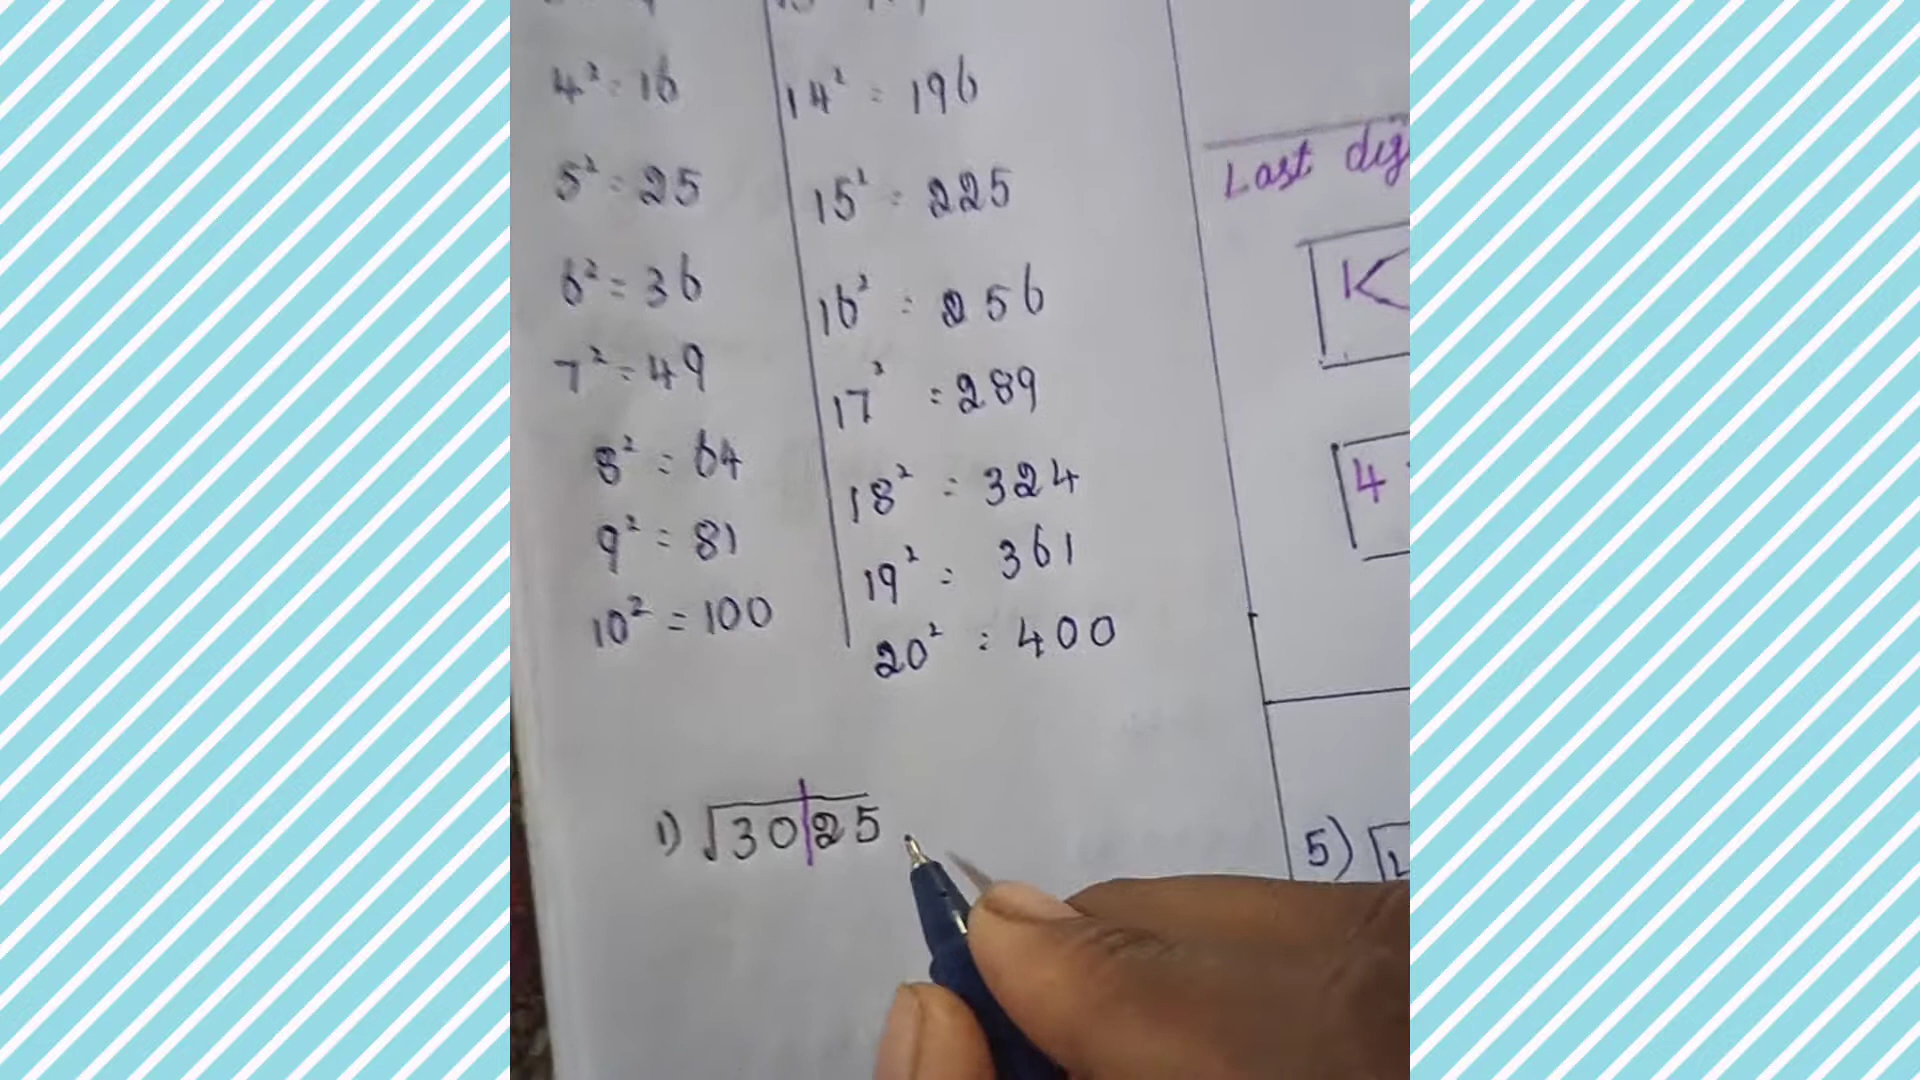 4² = 16
5² = 25
6² = 36
7² = 49
8² = 64
9² = 81
10² = 100
14² = 196
15² = 225
16² = 256
17² = 289
18² = 324
19² = 361
20² = 400
1) √30|25
Last
K
4
5)